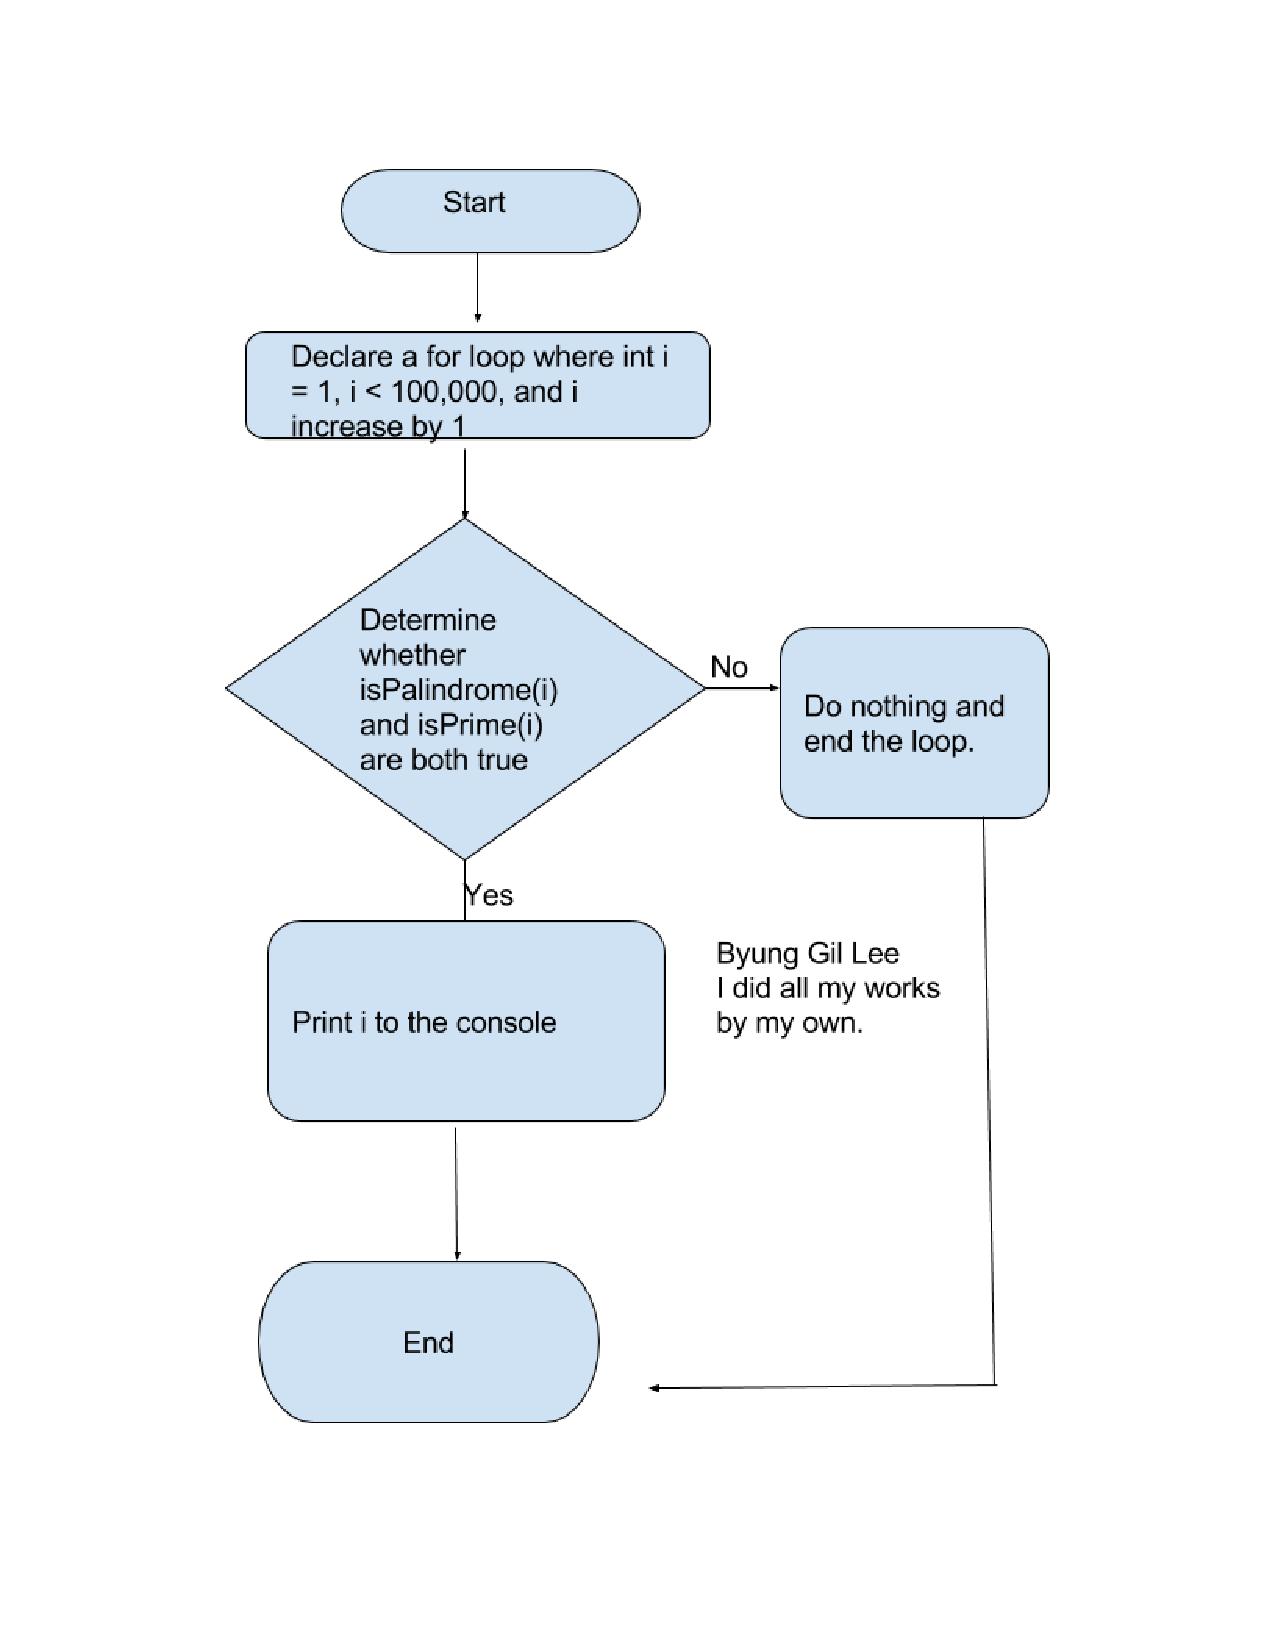 Start
Declare a for loop where int i
= 1, i < 100,000, and i
increase by 1
Determine
whether
isPalindrome(i)
and isPrime(i)
are both true
No
Do nothing and
end the loop.
Yes
Print i to the console
Byung Gil Lee
I did all my works
by my own.
End